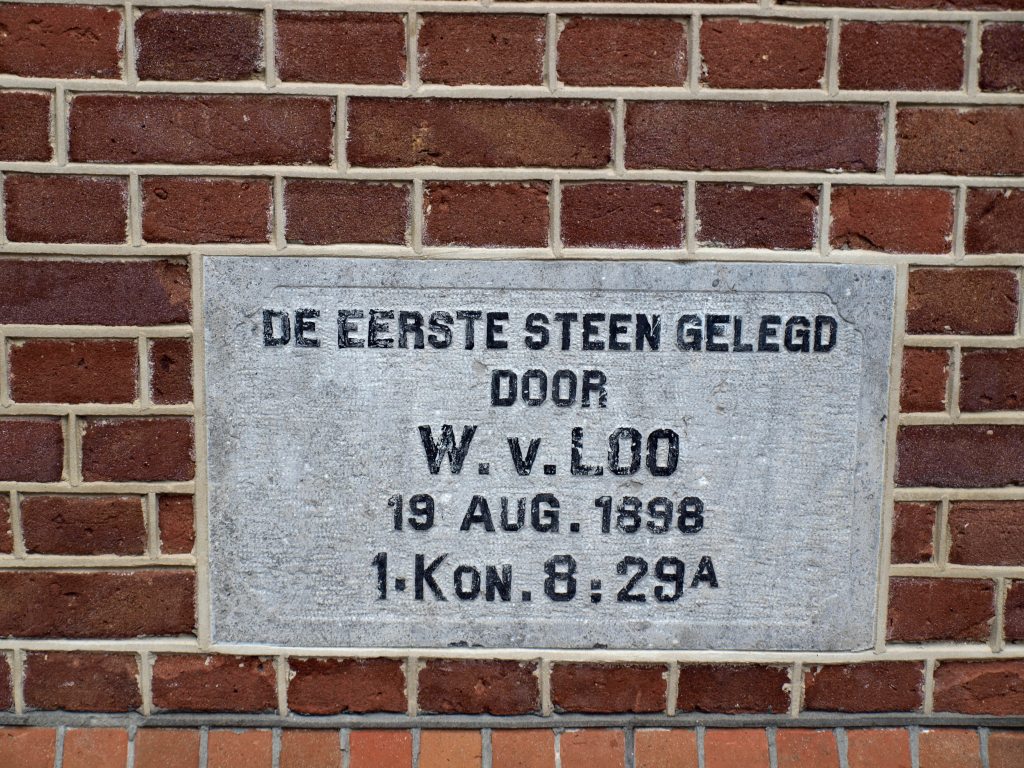 DE EERSTE STEEN GELEGD
DOOR
W. v. LOO
19 AUG. 1898
1. KON. 8:29A